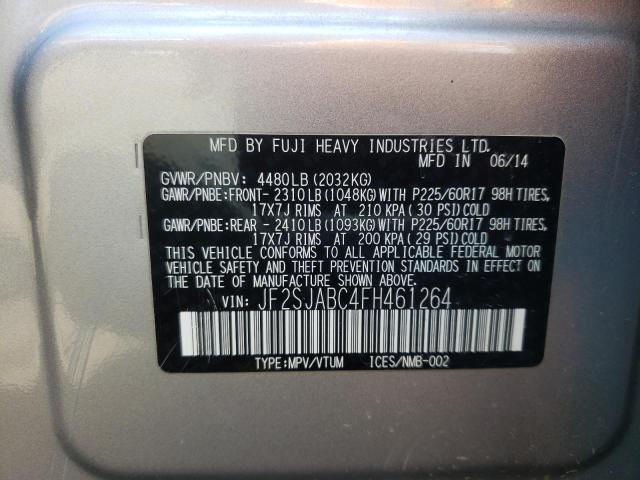 MFD BY FUJI HEAVY INDUSTRIES LTD.
MFD IN 06/14
GVWR/PNBV: 4480LB (2032KG)
GAWR/PNBE:FRONT- 2310 LB (1048KG)WITH P225/60R17 98H TIRES,
17X7J RIMS AT 210 KPA (30 PSI)COLD
GAWR/PNBE:REAR - 2410 LB (1093KG)WITH P225/60R17 98H TIRES,
17X7J RIMS AT 200 KPA (29 PSI)COLD
THIS VEHICLE CONFORMS TO ALL APPLICABLE FEDERAL MOTOR
VEHICLE SAFETY AND THEFT PREVENTION STANDARDS IN EFFECT
ON THE DATE OF MANUFACTURE SHOWN ABOVE.
VIN: JF2SJABC4FH461264
TYPE:MPV/VTUM ICES/NMB-002